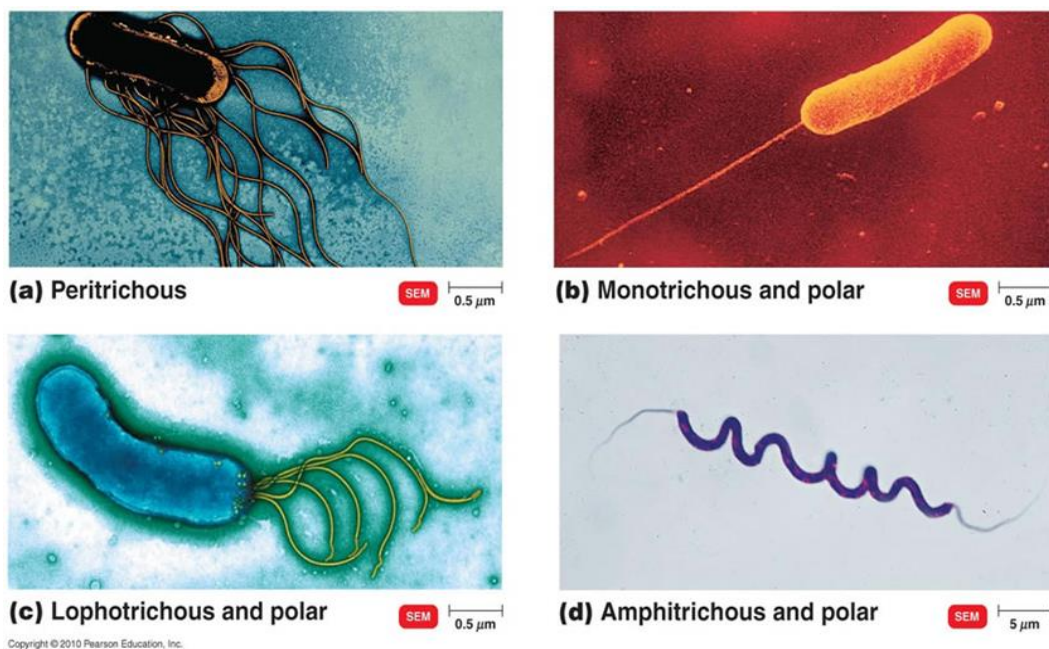 (a) Peritrichous SEM 0.5 μm
(b) Monotrichous and polar SEM 0.5 μm
(c) Lophotrichous and polar SEM 0.5 μm
(d) Amphitrichous and polar SEM 5 μm
Copyright © 2010 Pearson Education, Inc.